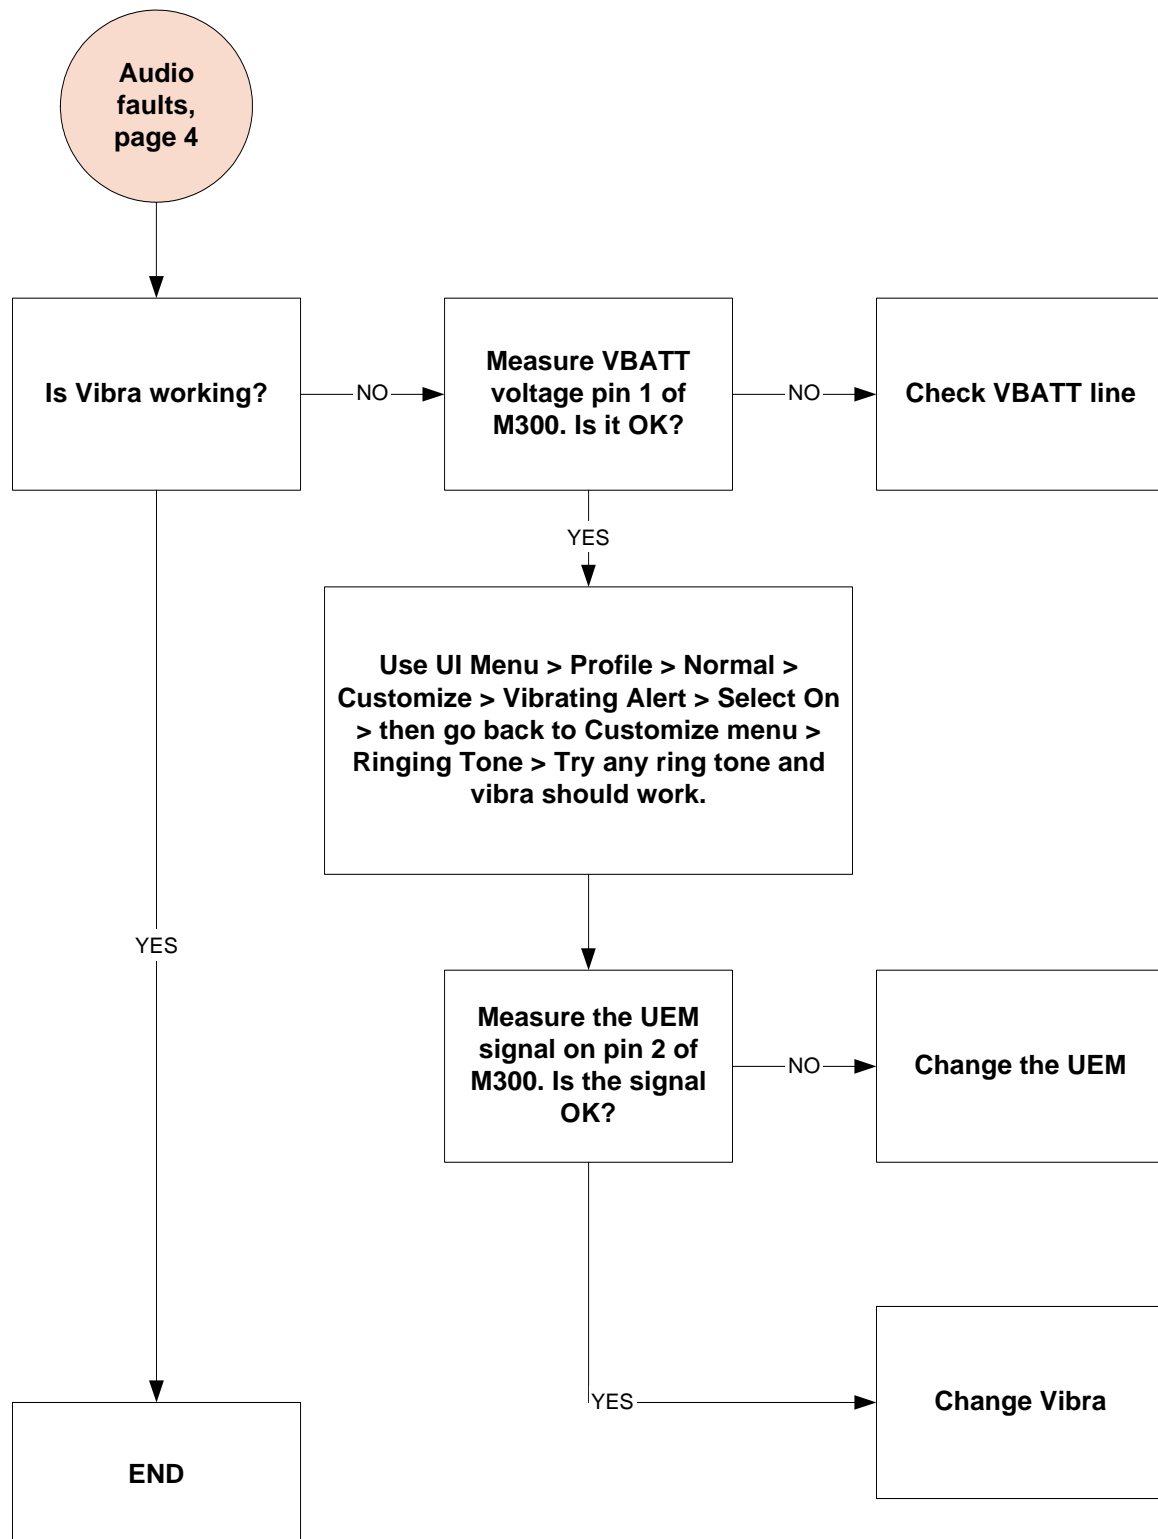 Audio
faults,
page 4
Is Vibra working?
NO
Measure VBATT
voltage pin 1 of
M300. Is it OK?
NO
Check VBATT line
YES
Use UI Menu > Profile > Normal >
Customize > Vibrating Alert > Select On
> then go back to Customize menu >
Ringing Tone > Try any ring tone and
vibra should work.
YES
Measure the UEM
signal on pin 2 of
M300. Is the signal
OK?
NO
Change the UEM
YES
Change Vibra
END